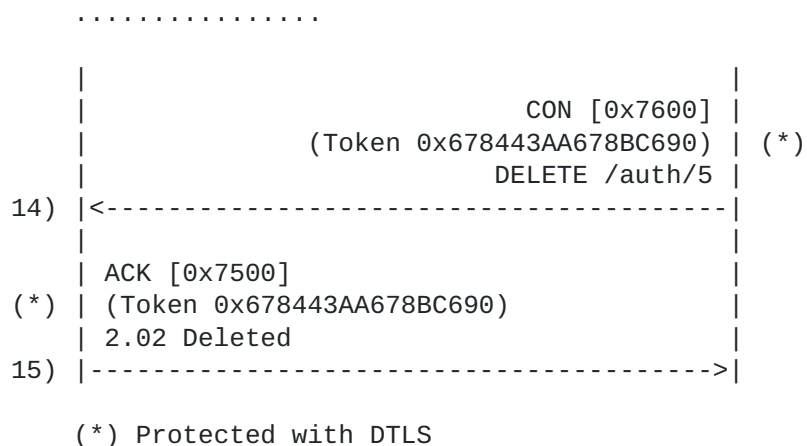 ................
|                                         |
|                            CON [0x7600] |
|              (Token 0x678443AA678BC690) | (*)
|                          DELETE /auth/5 |
14) |<----------------------------------------|
|                                         |
| ACK [0x7500]                            |
(*) | (Token 0x678443AA678BC690)              |
| 2.02 Deleted                            |
15) |---------------------------------------->|
(*) Protected with DTLS